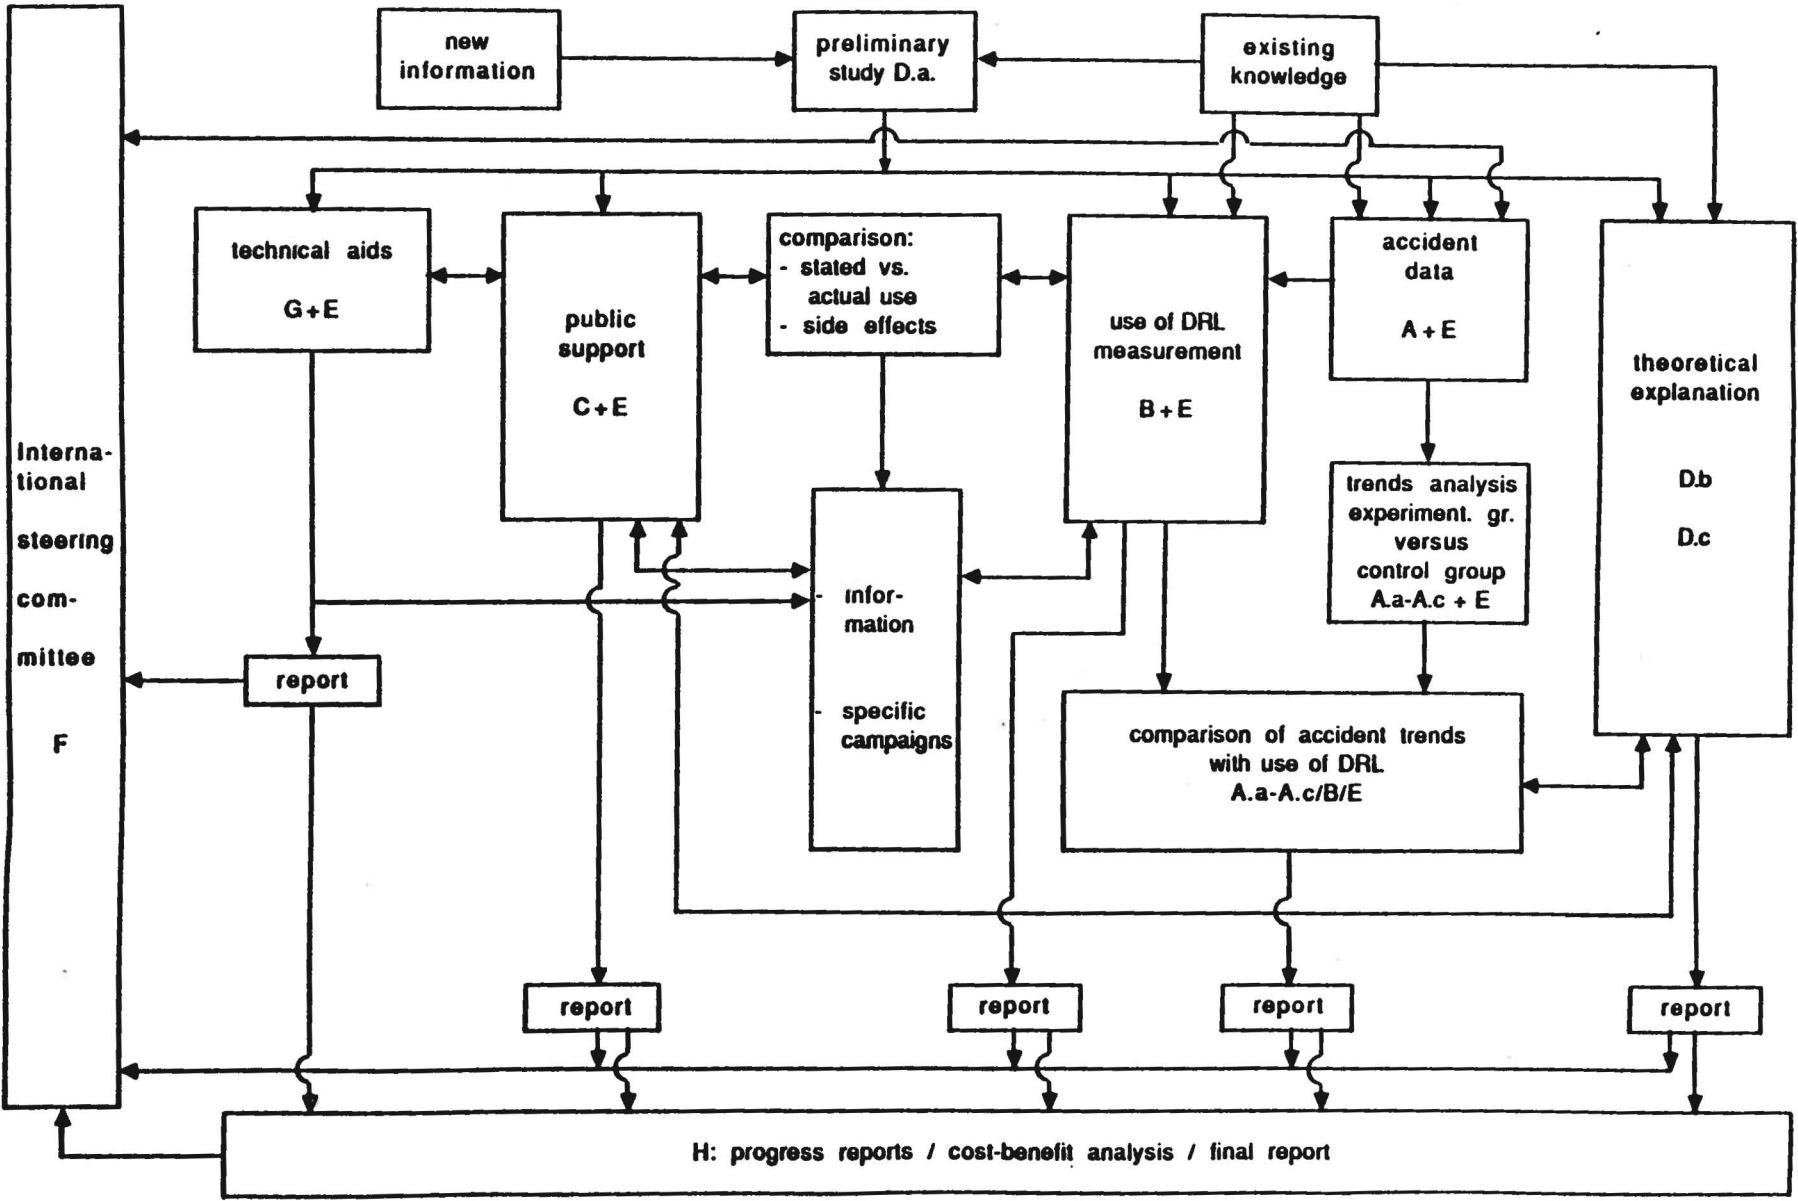 new
information
preliminary
study D.a.
existing
knowledge
Interna-
tional
steering
com-
mittee
F
technical aids
G+E
public
support
C+E
comparison:
- stated vs.
actual use
- side effects
use of DRL
measurement
B+E
accident
data
A+E
theoretical
explanation
D.b
D.c
trends analysis
experiment. gr.
versus
control group
A.a-A.c + E
- infor-
mation
- specific
campaigns
report
comparison of accident trends
with use of DRL
A.a-A.c/B/E
report
report
report
report
H: progress reports / cost-benefit analysis / final report